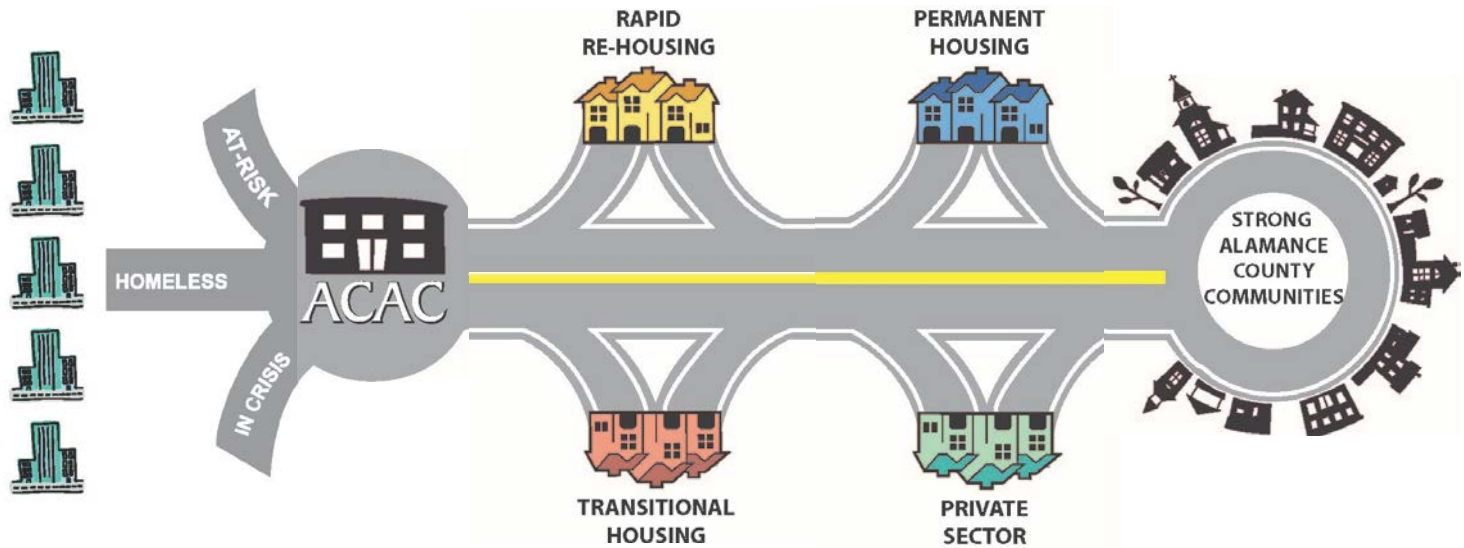 RAPID
RE-HOUSING
PERMANENT
HOUSING
AT-RISK
HOMELESS
IN CRISIS
ACAC
STRONG
ALAMANCE
COUNTY
COMMUNITIES
TRANSITIONAL
HOUSING
PRIVATE
SECTOR